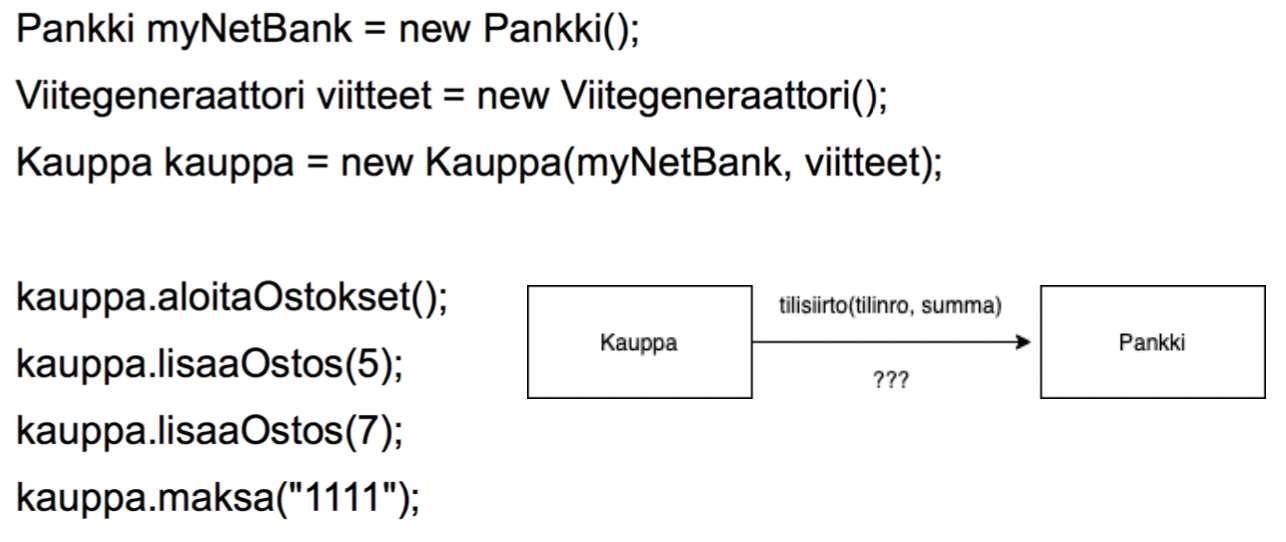 Pankki myNetBank = new Pankki();
Viitegeneraattori viitteet = new Viitegeneraattori();
Kauppa kauppa = new Kauppa(myNetBank, viitteet);
kauppa.aloitaOstokset();
kauppa.lisaaOstos(5);
kauppa.lisaaOstos(7);
kauppa.maksa("1111");
Kauppa
tilisiirto(tilinro, summa)
???
Pankki